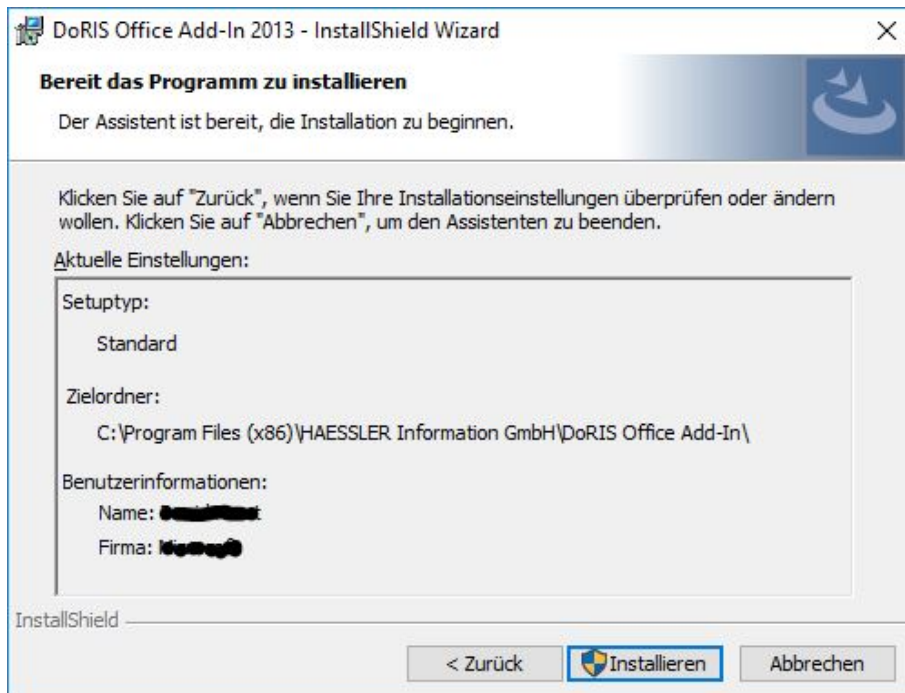 DoRIS Office Add-In 2013 - InstallShield Wizard
Bereit das Programm zu installieren
Der Assistent ist bereit, die Installation zu beginnen.
Klicken Sie auf "Zurück", wenn Sie Ihre Installationseinstellungen überprüfen oder ändern
wollen. Klicken Sie auf "Abbrechen", um den Assistenten zu beenden.
Aktuelle Einstellungen:
Setuptyp:
Standard
Zielordner:
C:\Program Files (x86)\HAESSLER Information GmbH\DoRIS Office Add-In\
Benutzerinformationen:
Name:
Firma:
InstallShield
< Zurück Installieren Abbrechen